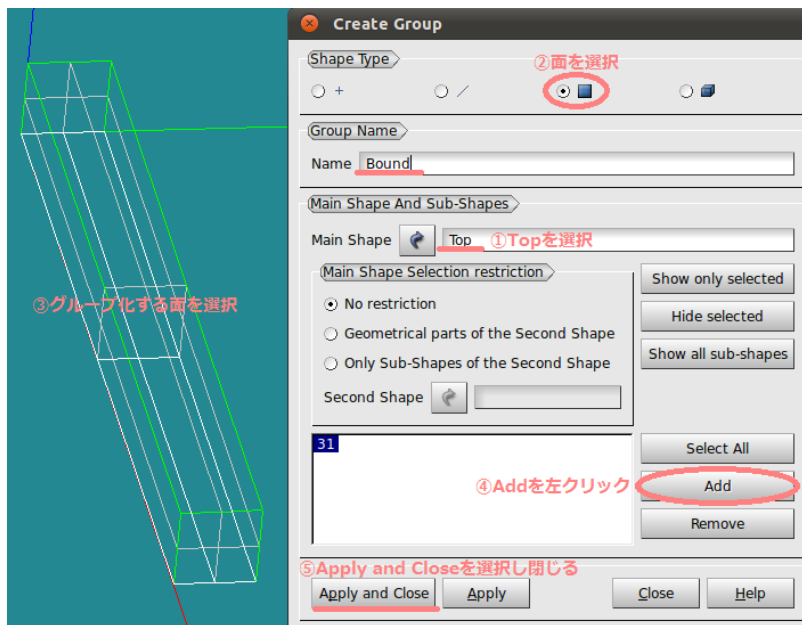 Create Group
Shape Type
②面を選択
Group Name
Name Bound
Main Shape And Sub-Shapes
Main Shape Top ①Topを選択
Main Shape Selection restriction
Show only selected
No restriction
③グループ化する面を選択
Hide selected
Geometrical parts of the Second Shape
Show all sub-shapes
Only Sub-Shapes of the Second Shape
Second Shape
31
Select All
④Addを左クリック Add
Remove
⑤Apply and Closeを選択し閉じる
Apply and Close Apply Close Help